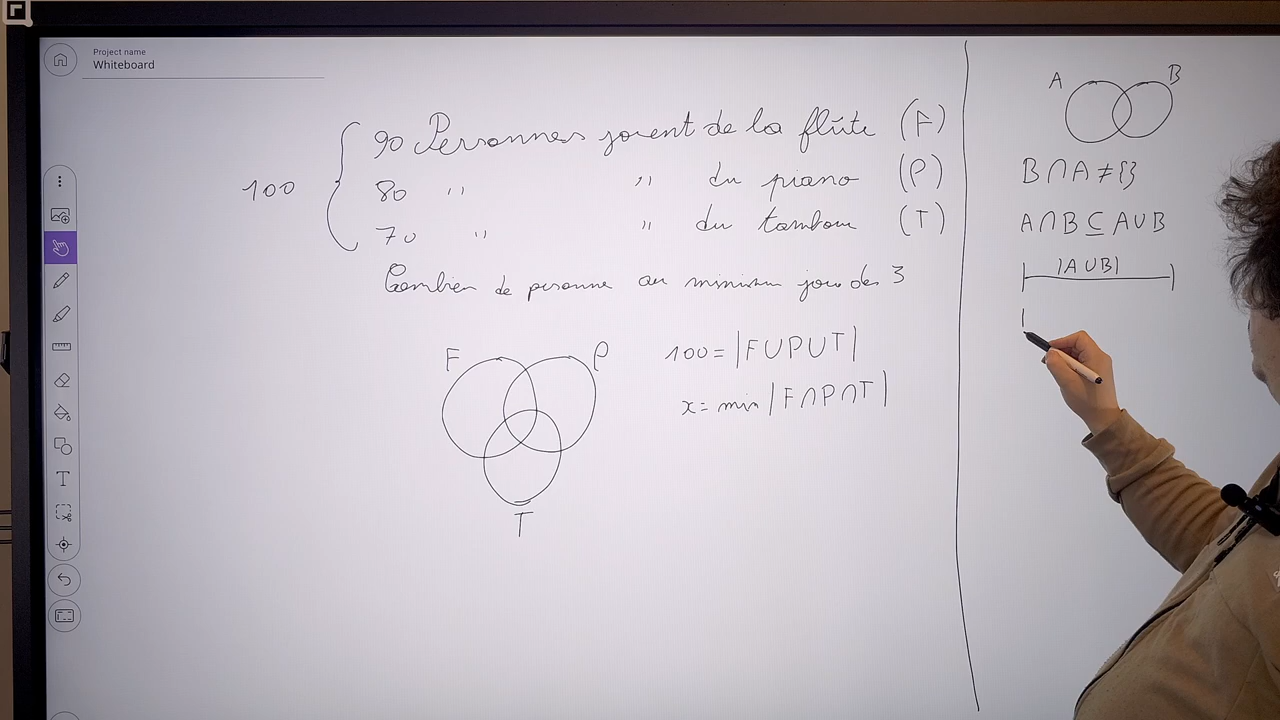 Project name
Whiteboard
100
90 Personnes jouent de la flûte (F)
80 " " du piano (P)
70 " " du tambour (T)
Combien de personne au minimum joue des 3
F P
T
100 = |F∪P∪T|
x = min |F∩P∩T|
A B
B∩A ≠ {}
A∩B ⊆ A∪B
|A∪B|
T